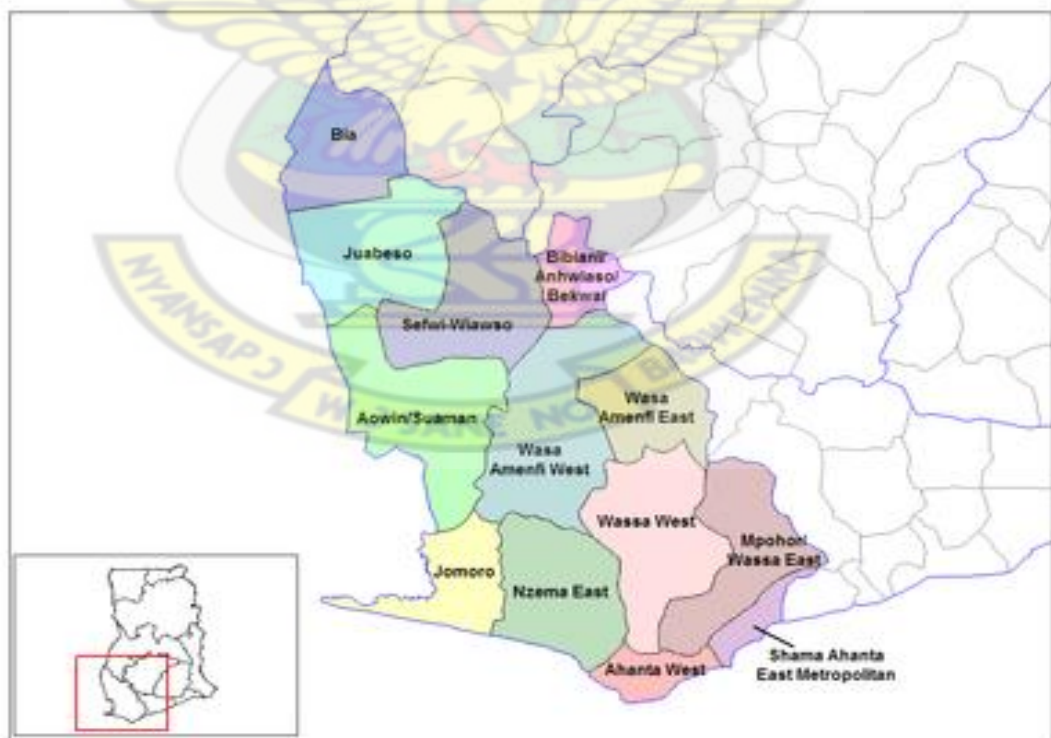 Bia
Juabeso
Bibiani/
Anhwiaso/
Bekwai
Sefwi-Wiawso
NYANSAPƆ
Aowin/Suaman
Wasa
Amenfi East
Wasa
Amenfi West
Wassa West
Mpohor/
Wassa East
Jomoro
Nzema East
Ahanta West
Shama Ahanta
East Metropolitan